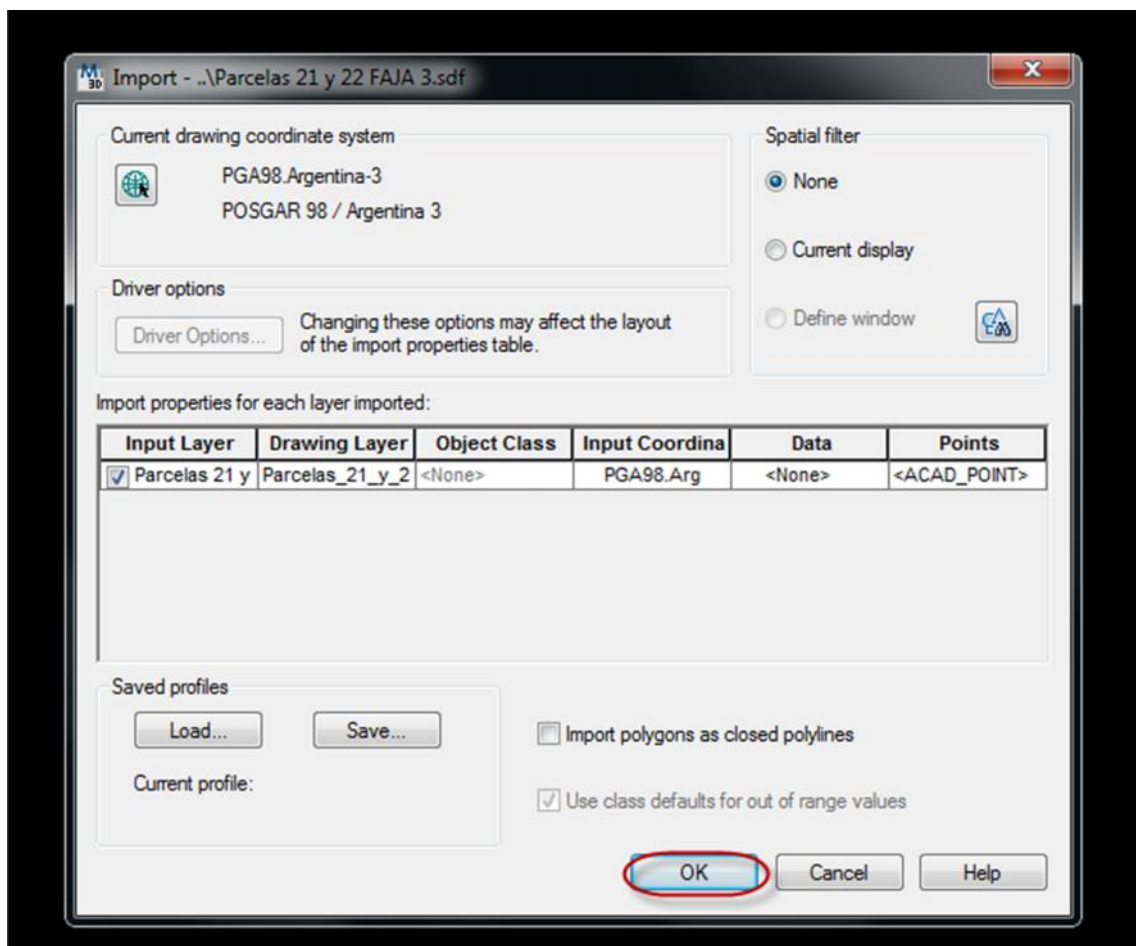 M 3D Import - ..\Parcelas 21 y 22 FAJA 3.sdf
Current drawing coordinate system
PGA98.Argentina-3
POSGAR 98 / Argentina 3
Spatial filter
None
Current display
Define window
Driver options
Driver Options...
Changing these options may affect the layout
of the import properties table.
Import properties for each layer imported:
Input Layer Drawing Layer Object Class Input Coordina Data Points
Parcelas 21 y Parcelas_21_y_2 <None> PGA98.Arg <None> <ACAD_POINT>
Saved profiles
Load... Save...
Current profile:
Import polygons as closed polylines
Use class defaults for out of range values
OK Cancel Help